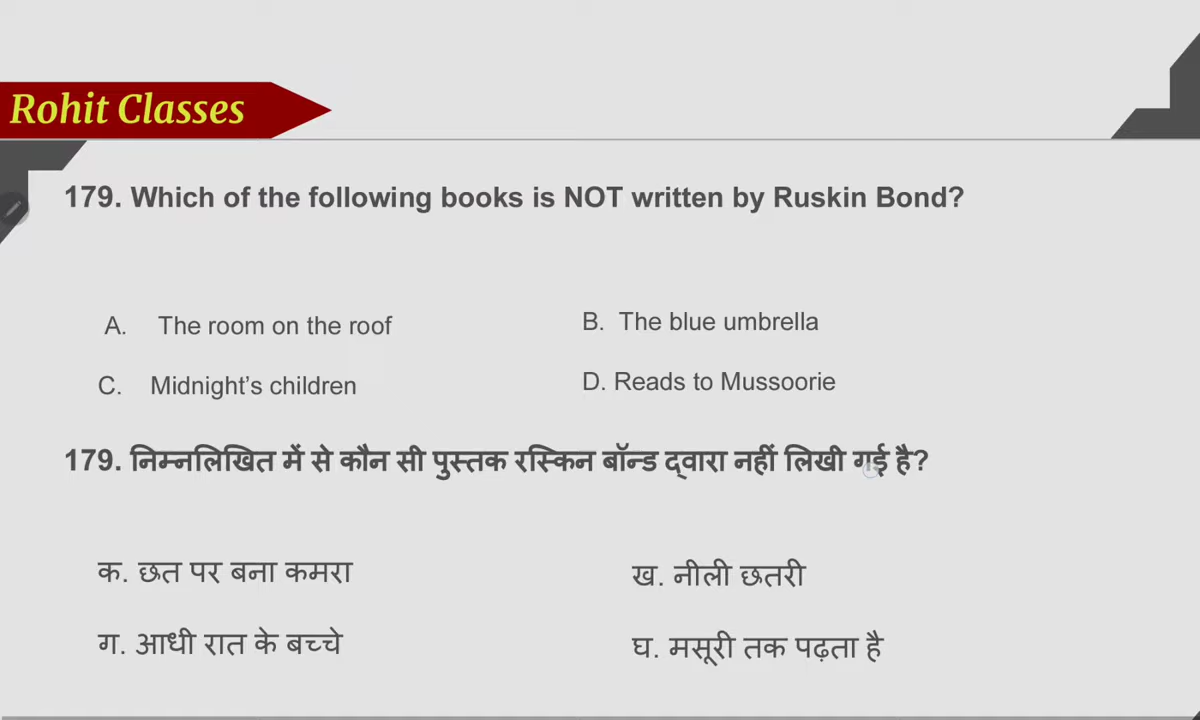 Rohit Classes
179. Which of the following books is NOT written by Ruskin Bond?
A. The room on the roof
B. The blue umbrella
C. Midnight’s children
D. Reads to Mussoorie
179. निम्नलिखित में से कौन सी पुस्तक रस्किन बॉन्ड द्वारा नहीं लिखी गई है?
क. छत पर बना कमरा
ख. नीली छतरी
ग. आधी रात के बच्चे
घ. मसूरी तक पढ़ता है